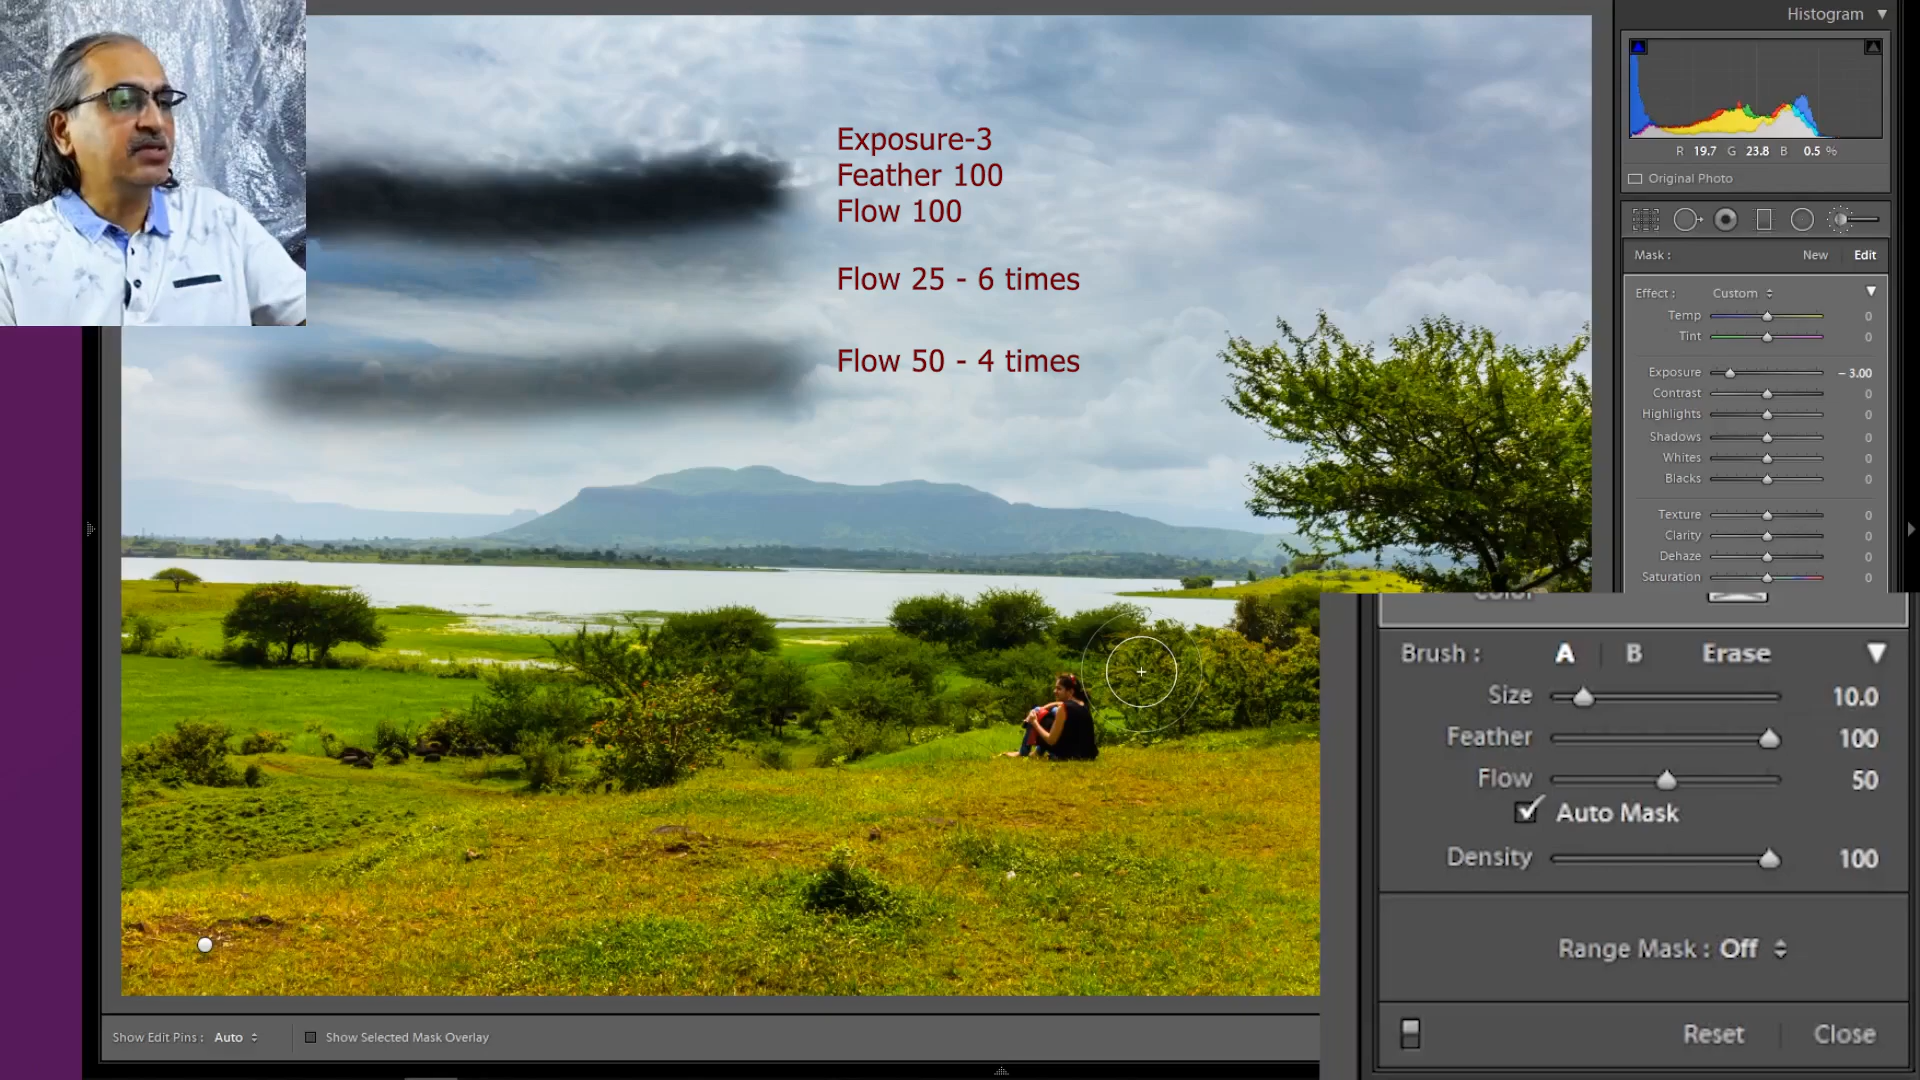 Histogram
R 19.7 G 23.8 B 0.5 %
Original Photo
Mask : New Edit
Effect : Custom
Temp 0
Tint 0
Exposure – 3.00
Contrast 0
Highlights 0
Shadows 0
Whites 0
Blacks 0
Texture 0
Clarity 0
Dehaze 0
Saturation 0
Exposure-3
Feather 100
Flow 100
Flow 25 - 6 times
Flow 50 - 4 times
Color
Brush : A B Erase
Size 10.0
Feather 100
Flow 50
Auto Mask
Density 100
Range Mask : Off
Reset Close
Show Edit Pins : Auto Show Selected Mask Overlay